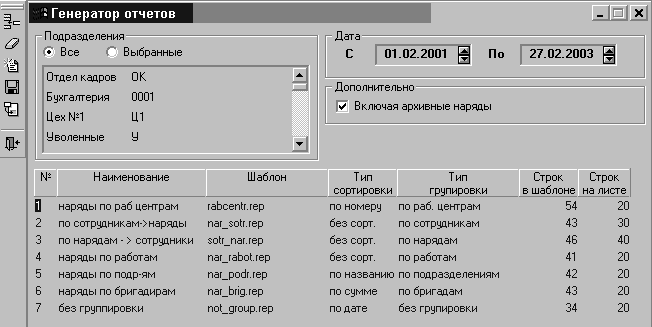 Генератор отчетов
Подразделения
Все Выбранные
Отдел кадров ОК
Бухгалтерия 0001
Цех №1 Ц1
Уволенные У
Дата
С 01.02.2001 По 27.02.2003
Дополнительно
Включая архивные наряды
№ Наименование Шаблон Тип сортировки Тип группировки Строк в шаблоне Строк на листе
1 наряды по раб центрам rabcentr.rep по номеру по раб. центрам 54 20
2 по сотрудникам->наряды nar_sotr.rep без сорт. по сотрудникам 43 30
3 по нарядам - > сотрудники sotr_nar.rep без сорт. по нарядам 46 40
4 наряды по работам nar_rabot.rep без сорт. по работам 41 20
5 наряды по подр-ям nar_podr.rep по названию по подразделениям 42 20
6 наряды по бригадирам nar_brig.rep по сумме по бригадам 43 20
7 без группировки not_group.rep по дате без групировки 34 20